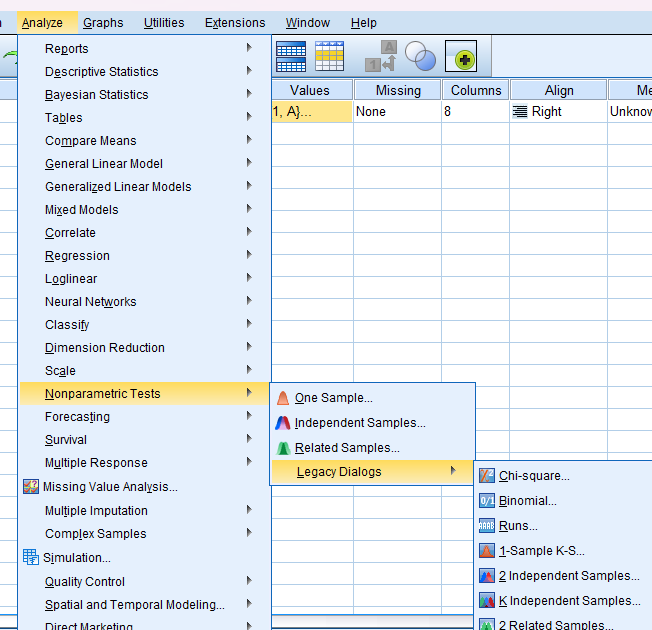 Analyze Graphs Utilities Extensions Window Help
Values Missing Columns Align Me
1, A}... None 8 Right Unknow
Reports
Descriptive Statistics
Bayesian Statistics
Tables
Compare Means
General Linear Model
Generalized Linear Models
Mixed Models
Correlate
Regression
Loglinear
Neural Networks
Classify
Dimension Reduction
Scale
Nonparametric Tests
Forecasting
Survival
Multiple Response
Missing Value Analysis...
Multiple Imputation
Complex Samples
Simulation...
Quality Control
Spatial and Temporal Modeling...
Direct Marketing
One Sample...
Independent Samples...
Related Samples...
Legacy Dialogs
Chi-square...
0/1 Binomial...
AAAB Runs...
1-Sample K-S...
2 Independent Samples...
K Independent Samples...
2 Related Samples...